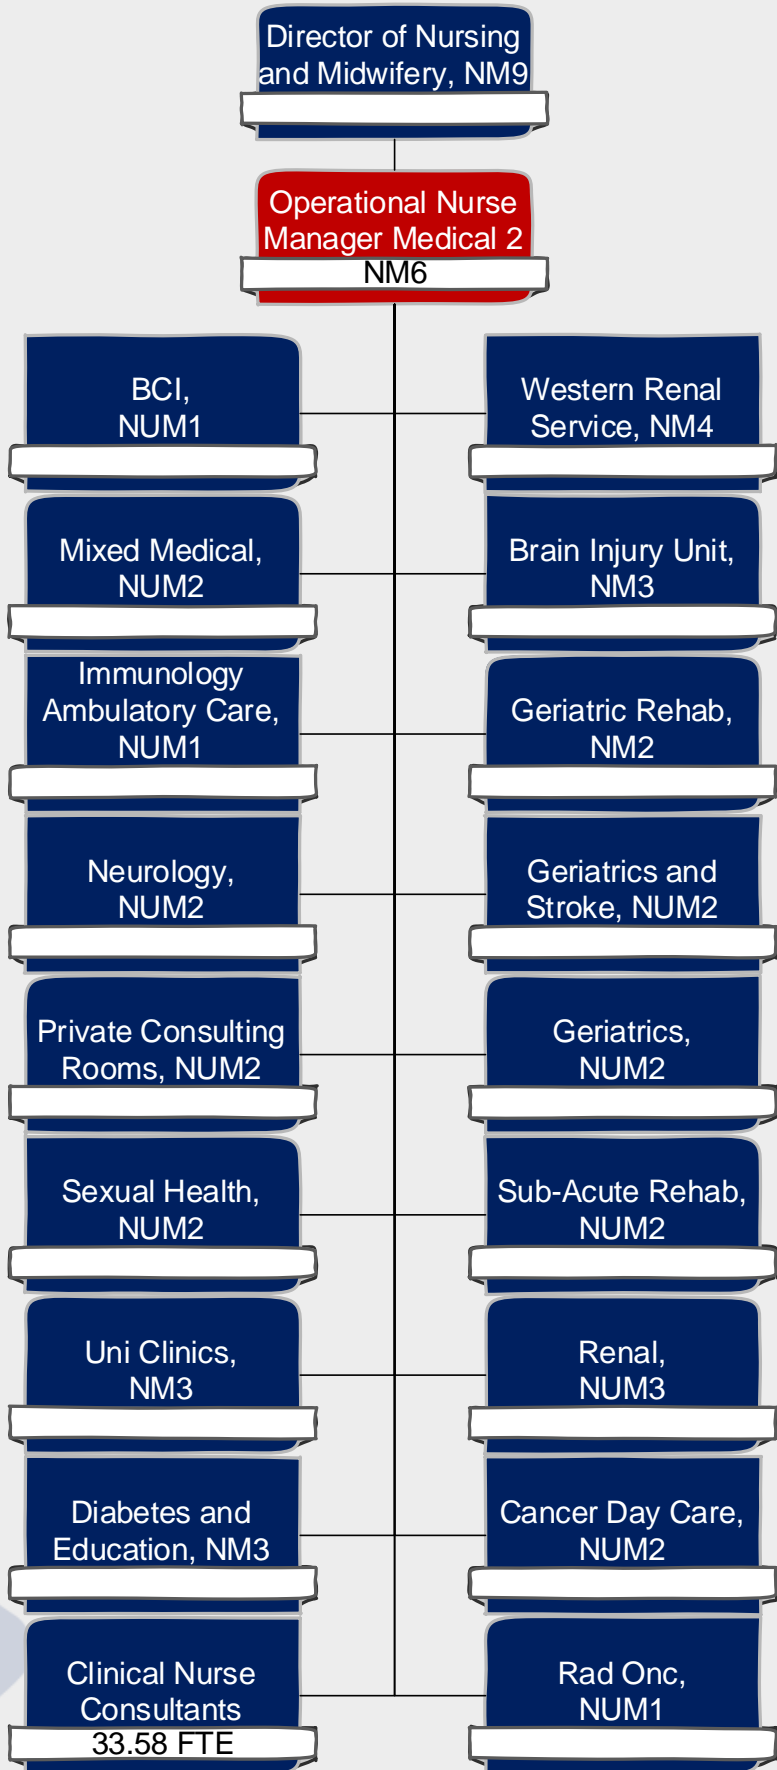 Director of Nursing
and Midwifery, NM9
Operational Nurse
Manager Medical 2
NM6
BCI,
NUM1
Western Renal
Service, NM4
Mixed Medical,
NUM2
Brain Injury Unit,
NM3
Immunology
Ambulatory Care,
NUM1
Geriatric Rehab,
NM2
Neurology,
NUM2
Geriatrics and
Stroke, NUM2
Private Consulting
Rooms, NUM2
Geriatrics,
NUM2
Sexual Health,
NUM2
Sub-Acute Rehab,
NUM2
Uni Clinics,
NM3
Renal,
NUM3
Diabetes and
Education, NM3
Cancer Day Care,
NUM2
Clinical Nurse
Consultants
33.58 FTE
Rad Onc,
NUM1